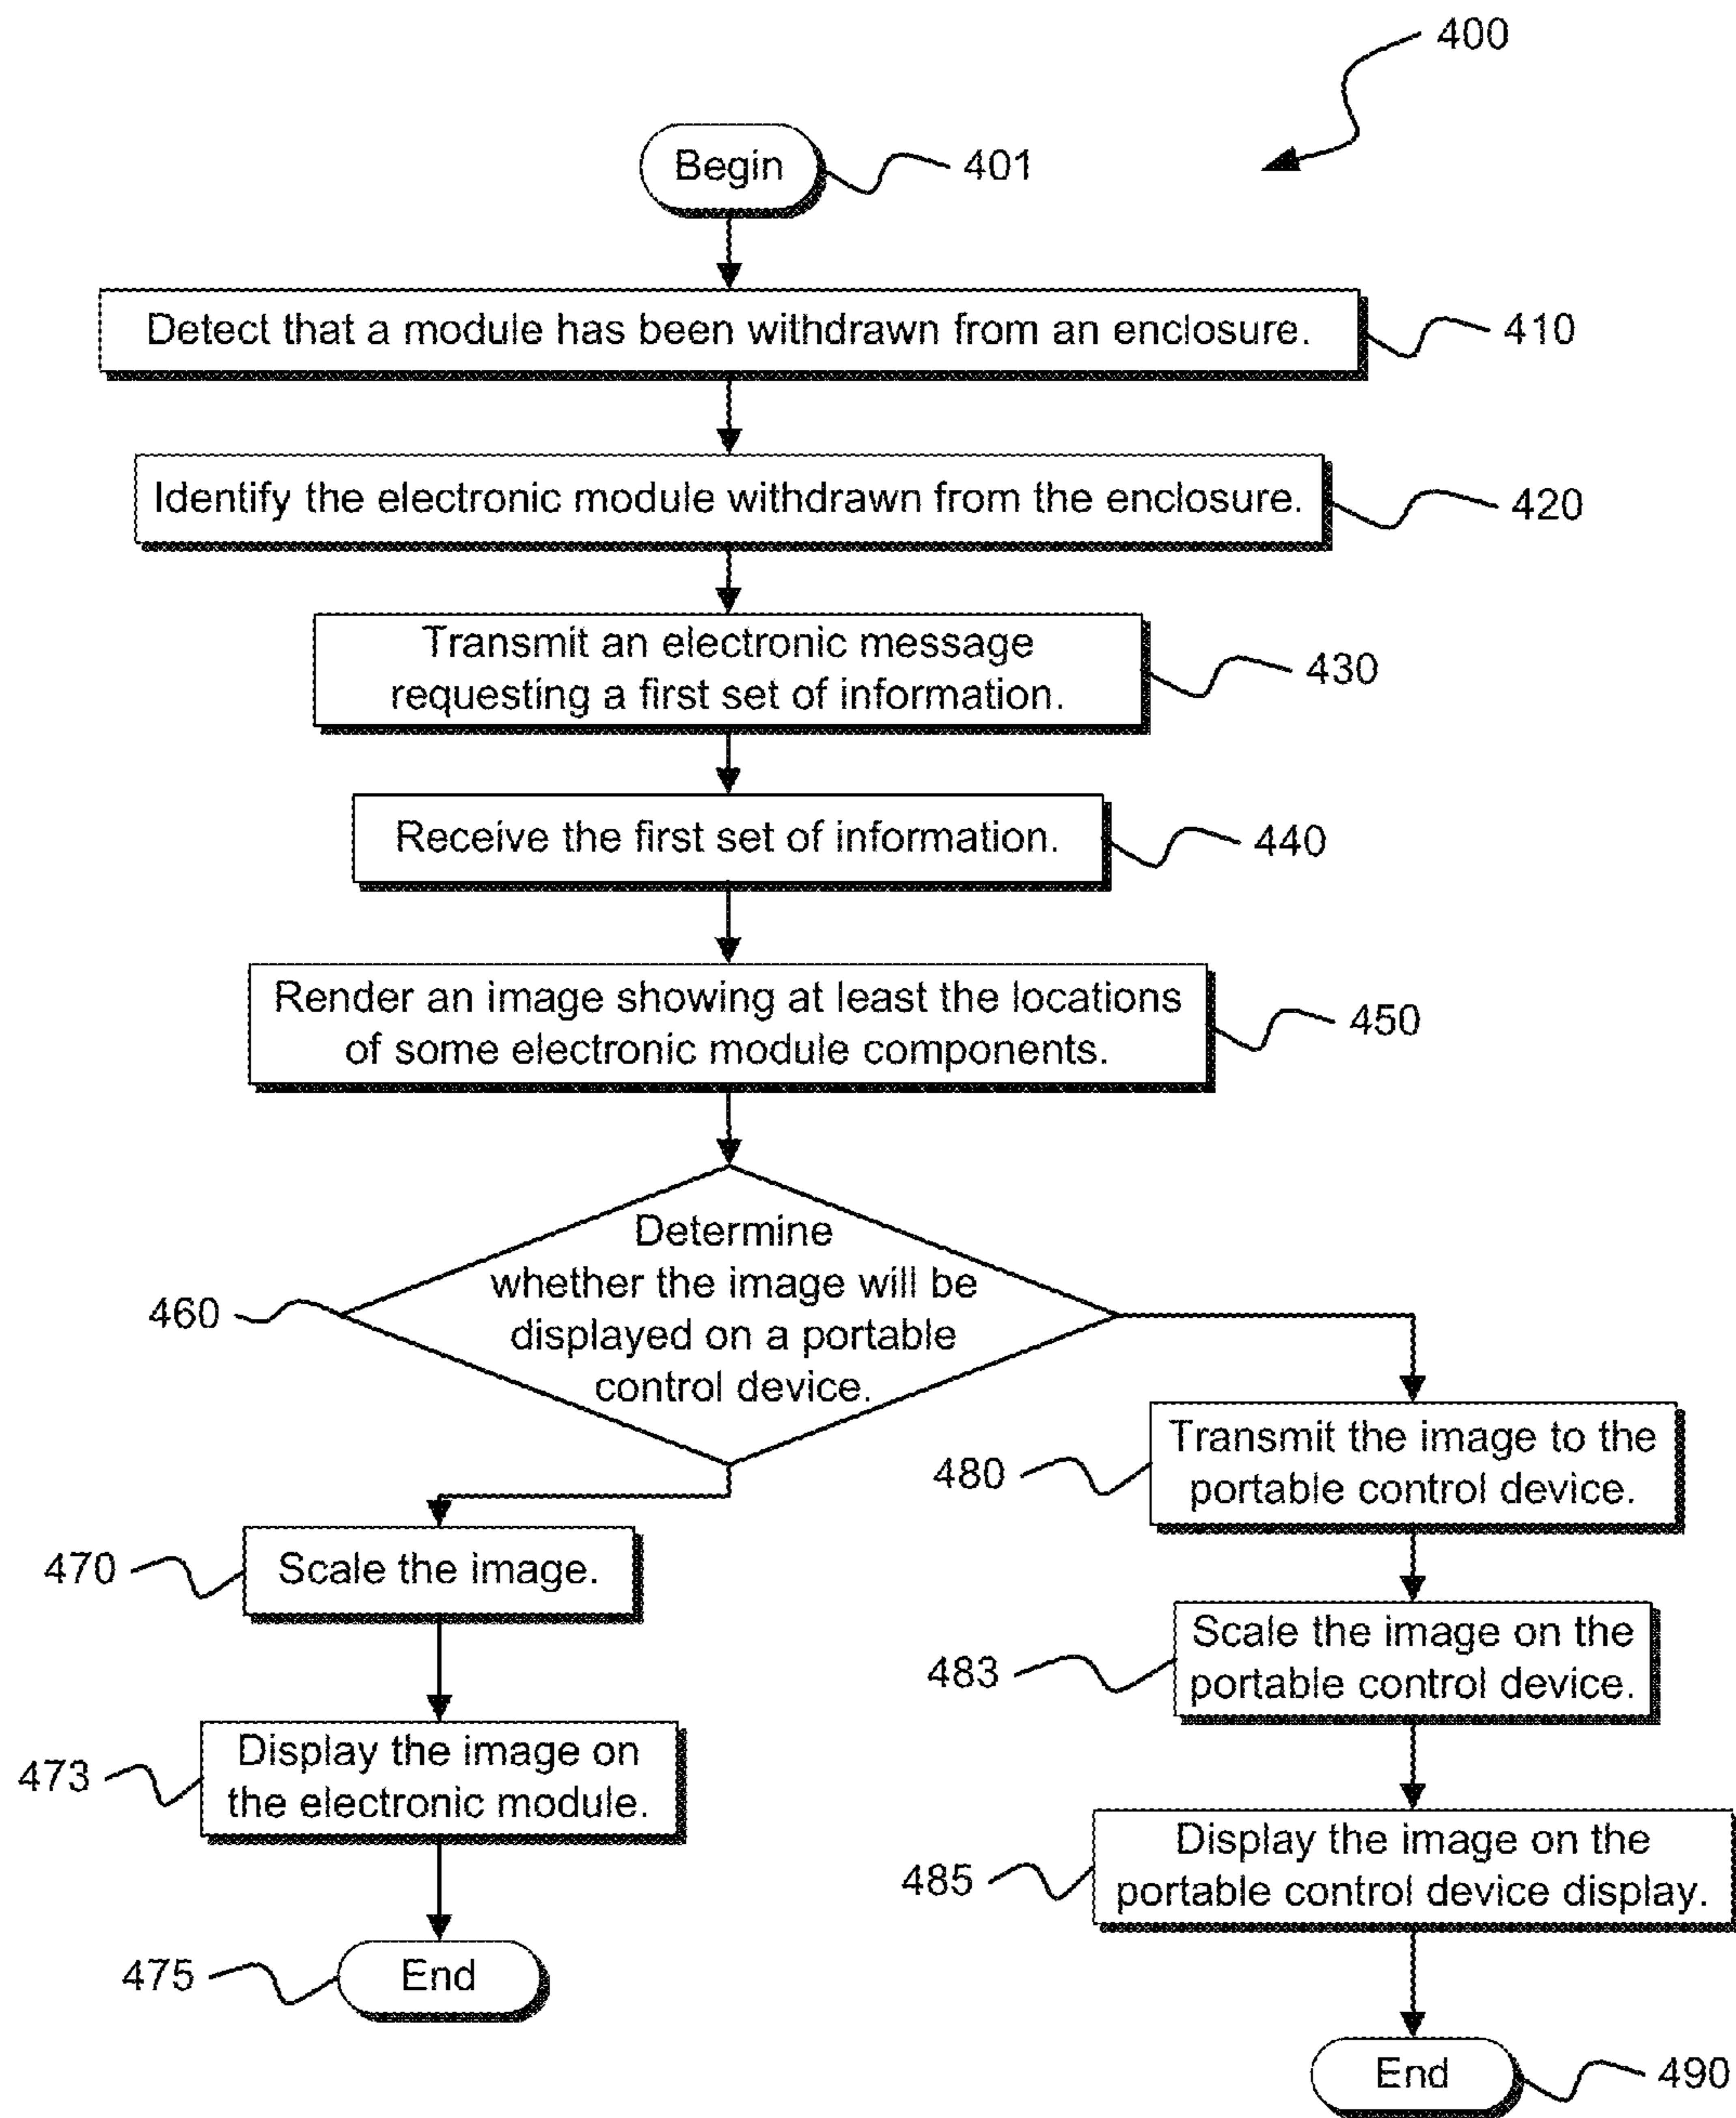 400
Begin
401
Detect that a module has been withdrawn from an enclosure.
410
Identify the electronic module withdrawn from the enclosure.
420
Transmit an electronic message
requesting a first set of information.
430
Receive the first set of information.
440
Render an image showing at least the locations
of some electronic module components.
450
Determine
whether the image will be
displayed on a portable
control device.
460
Transmit the image to the
portable control device.
480
Scale the image.
470
Scale the image on the
portable control device.
483
Display the image on
the electronic module.
473
Display the image on the
portable control device display.
485
End
475
End
490